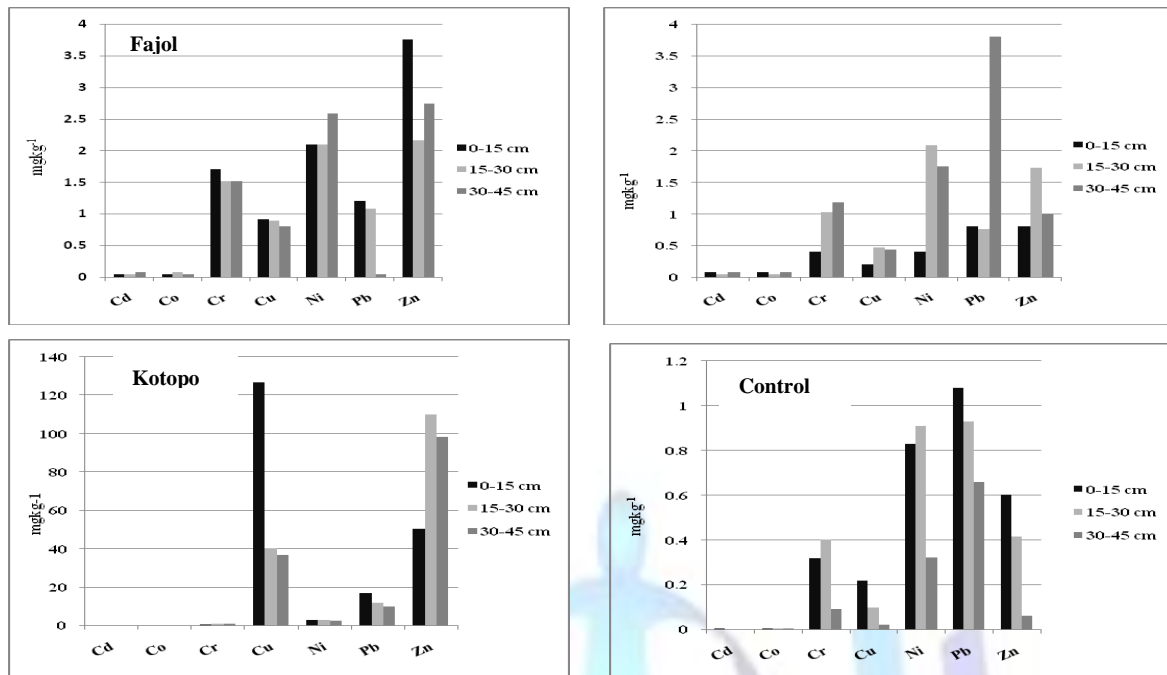 Fajol
mgkg-1
4
3.5
3
2.5
2
1.5
1
0.5
0
Cd Co Cr Cu Ni Pb Zn
0-15 cm
15-30 cm
30-45 cm
mgkg-1
4
3.5
3
2.5
2
1.5
1
0.5
0
Cd Co Cr Cu Ni Pb Zn
0-15 cm
15-30 cm
30-45 cm
Kotopo
mgkg-1
140
120
100
80
60
40
20
0
Cd Co Cr Cu Ni Pb Zn
0-15 cm
15-30 cm
30-45 cm
Control
mgkg-1
1.2
1
0.8
0.6
0.4
0.2
0
Cd Co Cr Cu Ni Pb Zn
0-15 cm
15-30 cm
30-45 cm